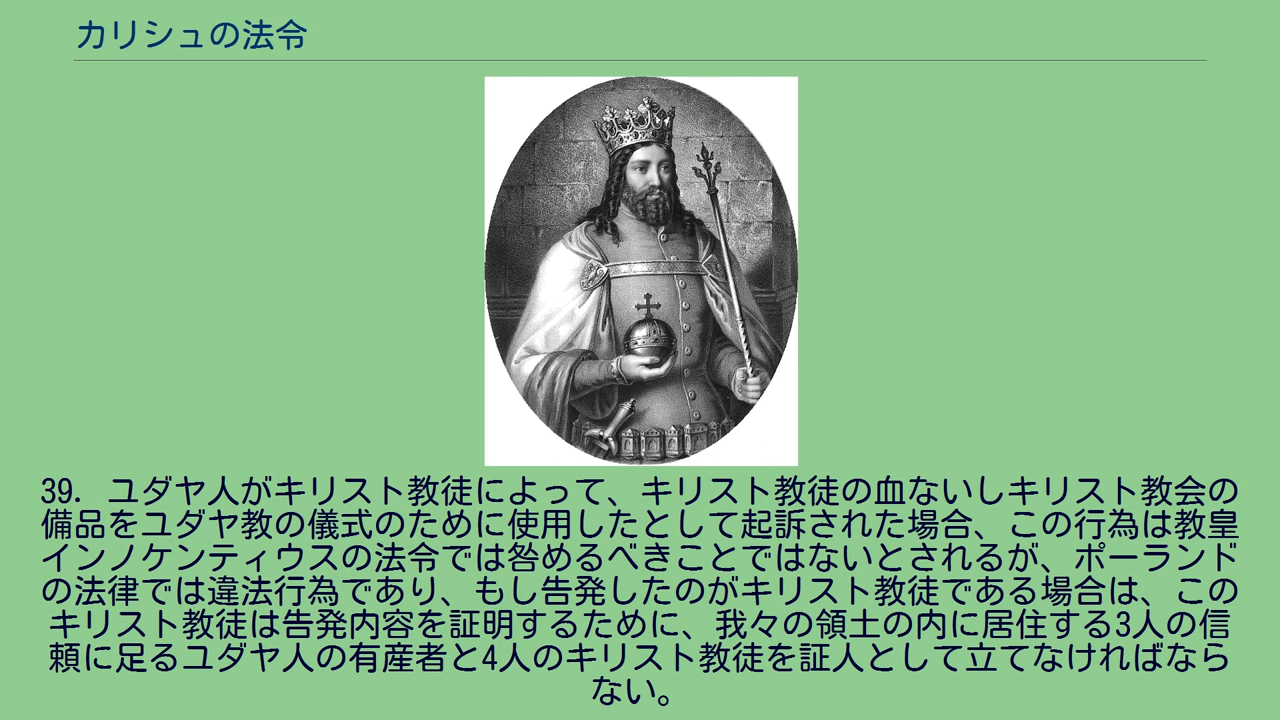 カリシュの法令
39. ユダヤ人がキリスト教徒によって、キリスト教徒の血ないしキリスト教会の
備品をユダヤ教の儀式のために使用したとして起訴された場合、この行為は教皇
インノケンティウスの法令では咎めるべきことではないとされるが、ポーランド
の法律では違法行為であり、もし告発したのがキリスト教徒である場合は、この
キリスト教徒は告発内容を証明するために、我々の領土の内に居住する3人の信
頼に足るユダヤ人の有産者と4人のキリスト教徒を証人として立てなければなら
ない。